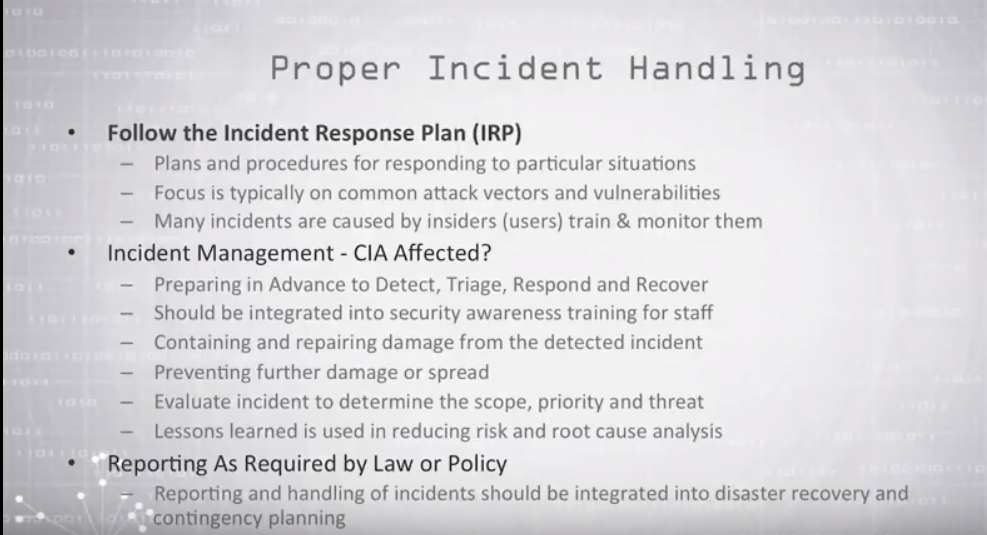 Proper Incident Handling
• Follow the Incident Response Plan (IRP)
– Plans and procedures for responding to particular situations
– Focus is typically on common attack vectors and vulnerabilities
– Many incidents are caused by insiders (users) train & monitor them
• Incident Management - CIA Affected?
– Preparing in Advance to Detect, Triage, Respond and Recover
– Should be integrated into security awareness training for staff
– Containing and repairing damage from the detected incident
– Preventing further damage or spread
– Evaluate incident to determine the scope, priority and threat
– Lessons learned is used in reducing risk and root cause analysis
• Reporting As Required by Law or Policy
– Reporting and handling of incidents should be integrated into disaster recovery and
contingency planning